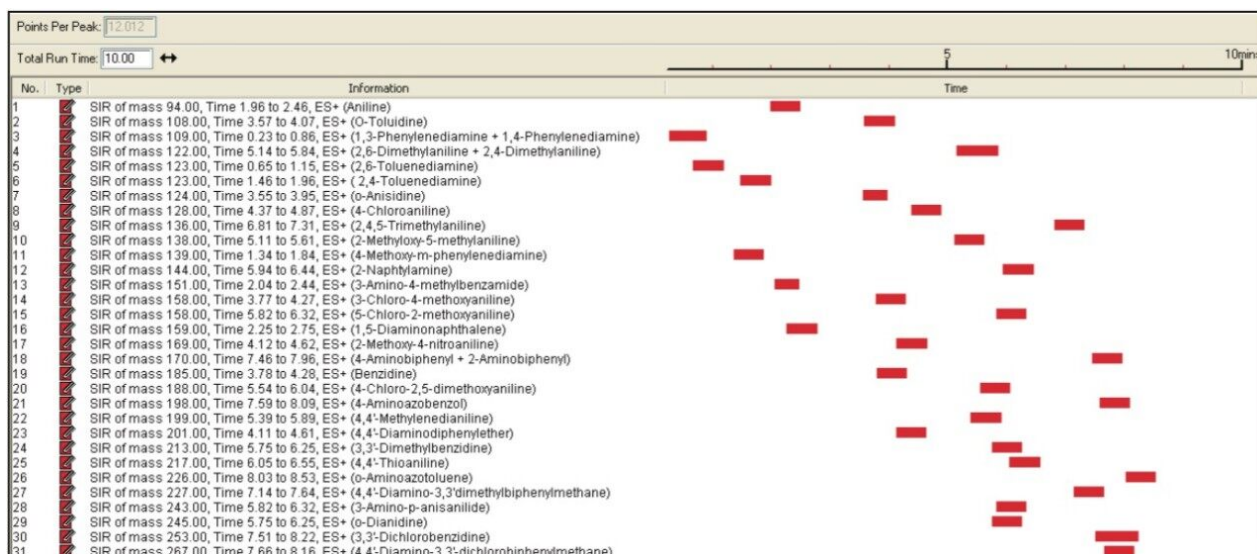 Points Per Peak: 12.012
Total Run Time: 10.00
5 10mins
No. Type Information Time
1 SIR of mass 94.00, Time 1.96 to 2.46, ES+ (Aniline)
2 SIR of mass 108.00, Time 3.57 to 4.07, ES+ (O-Toluidine)
3 SIR of mass 109.00, Time 0.23 to 0.86, ES+ (1,3-Phenylenediamine + 1,4-Phenylenediamine)
4 SIR of mass 122.00, Time 5.14 to 5.84, ES+ (2,6-Dimethylaniline + 2,4-Dimethylaniline)
5 SIR of mass 123.00, Time 0.65 to 1.15, ES+ (2,6-Toluenediamine)
6 SIR of mass 123.00, Time 1.46 to 1.96, ES+ ( 2,4-Toluenediamine)
7 SIR of mass 124.00, Time 3.55 to 3.95, ES+ (o-Anisidine)
8 SIR of mass 128.00, Time 4.37 to 4.87, ES+ (4-Chloroaniline)
9 SIR of mass 136.00, Time 6.81 to 7.31, ES+ (2,4,5-Trimethylaniline)
10 SIR of mass 138.00, Time 5.11 to 5.61, ES+ (2-Methyloxy-5-methylaniline)
11 SIR of mass 139.00, Time 1.34 to 1.84, ES+ (4-Methoxy-m-phenylenediamine)
12 SIR of mass 144.00, Time 5.94 to 6.44, ES+ (2-Naphtylamine)
13 SIR of mass 151.00, Time 2.04 to 2.44, ES+ (3-Amino-4-methylbenzamide)
14 SIR of mass 158.00, Time 3.77 to 4.27, ES+ (3-Chloro-4-methoxyaniline)
15 SIR of mass 158.00, Time 5.82 to 6.32, ES+ (5-Chloro-2-methoxyaniline)
16 SIR of mass 159.00, Time 2.25 to 2.75, ES+ (1,5-Diaminonaphthalene)
17 SIR of mass 169.00, Time 4.12 to 4.62, ES+ (2-Methoxy-4-nitroaniline)
18 SIR of mass 170.00, Time 7.46 to 7.96, ES+ (4-Aminobiphenyl + 2-Aminobiphenyl)
19 SIR of mass 185.00, Time 3.78 to 4.28, ES+ (Benzidine)
20 SIR of mass 188.00, Time 5.54 to 6.04, ES+ (4-Chloro-2,5-dimethoxyaniline)
21 SIR of mass 198.00, Time 7.59 to 8.09, ES+ (4-Aminoazobenzol)
22 SIR of mass 199.00, Time 5.39 to 5.89, ES+ (4,4'-Methylenedianiline)
23 SIR of mass 201.00, Time 4.11 to 4.61, ES+ (4,4'-Diaminodiphenylether)
24 SIR of mass 213.00, Time 5.75 to 6.25, ES+ (3,3'-Dimethylbenzidine)
25 SIR of mass 217.00, Time 6.05 to 6.55, ES+ (4,4'-Thioaniline)
26 SIR of mass 226.00, Time 8.03 to 8.53, ES+ (o-Aminoazotoluene)
27 SIR of mass 227.00, Time 7.14 to 7.64, ES+ (4,4'-Diamino-3,3'dimethylbiphenylmethane)
28 SIR of mass 243.00, Time 5.82 to 6.32, ES+ (3-Amino-p-anisanilide)
29 SIR of mass 245.00, Time 5.75 to 6.25, ES+ (o-Dianidine)
30 SIR of mass 253.00, Time 7.51 to 8.22, ES+ (3,3'-Dichlorobenzidine)
31 SIR of mass 267.00, Time 7.66 to 8.16, ES+ (4,4'-Diamino-3,3'-dichlorobiphenylmethane)